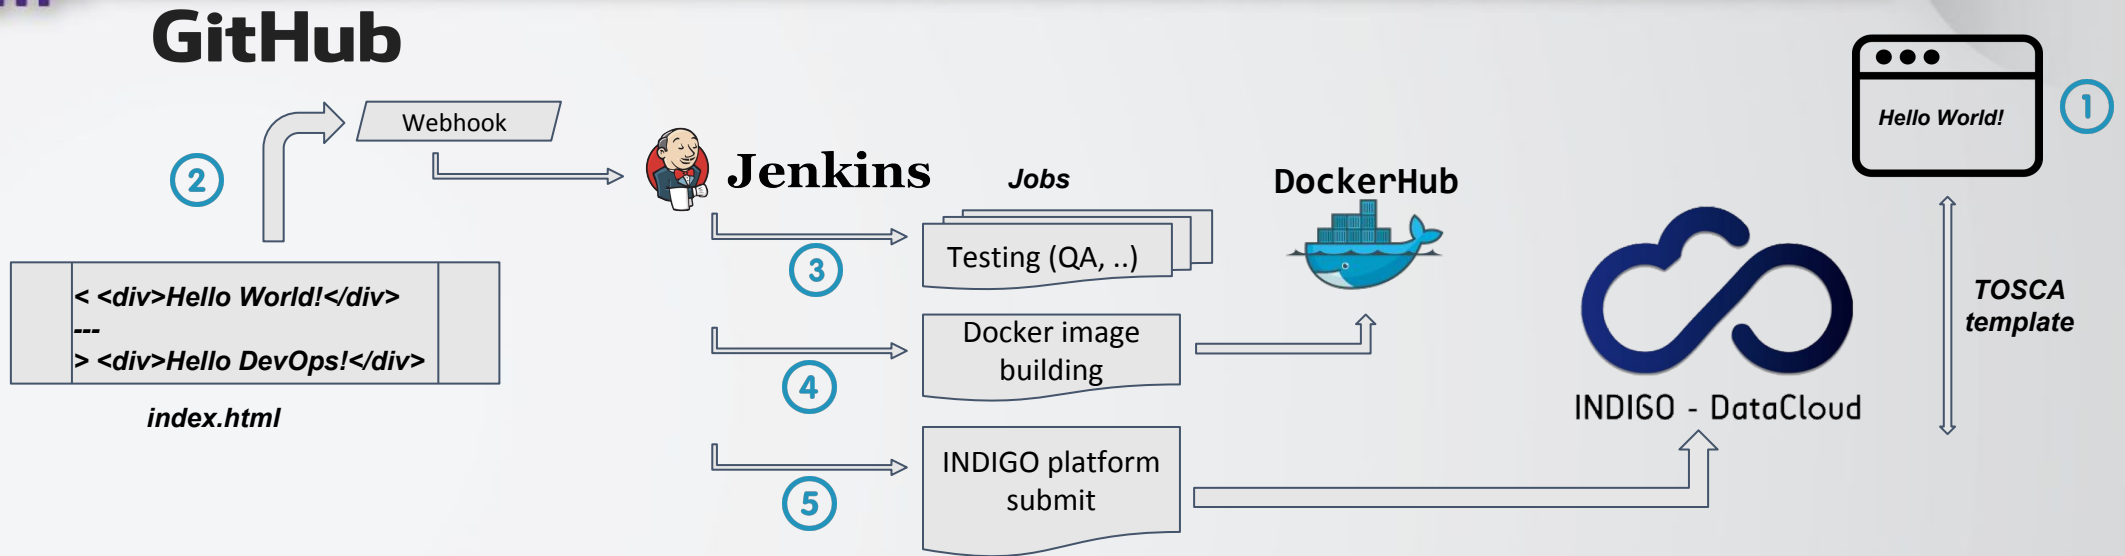 GitHub
Webhook
2
< <div>Hello World!</div>
---
> <div>Hello DevOps!</div>
index.html
Jenkins
Jobs
3
Testing (QA, ..)
4
Docker image
building
5
INDIGO platform
submit
DockerHub
INDIGO - DataCloud
Hello World!
1
TOSCA
template